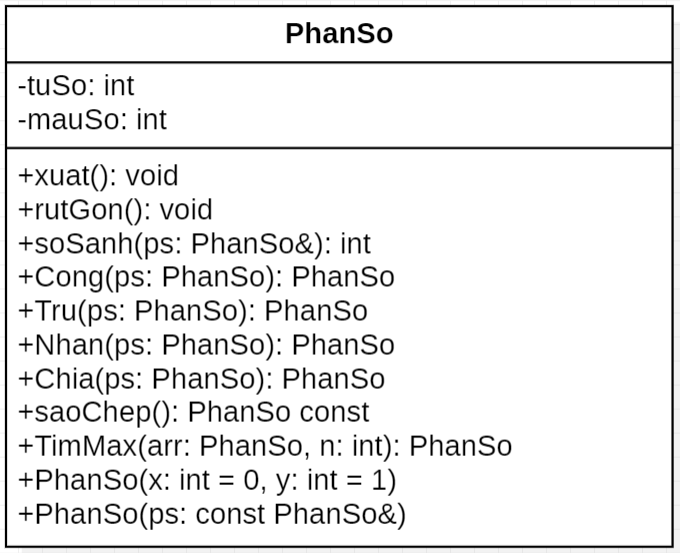 PhanSo
-tuSo: int
-mauSo: int
+xuat(): void
+rutGon(): void
+soSanh(ps: PhanSo&): int
+Cong(ps: PhanSo): PhanSo
+Tru(ps: PhanSo): PhanSo
+Nhan(ps: PhanSo): PhanSo
+Chia(ps: PhanSo): PhanSo
+saoChep(): PhanSo const
+TimMax(arr: PhanSo, n: int): PhanSo
+PhanSo(x: int = 0, y: int = 1)
+PhanSo(ps: const PhanSo&)